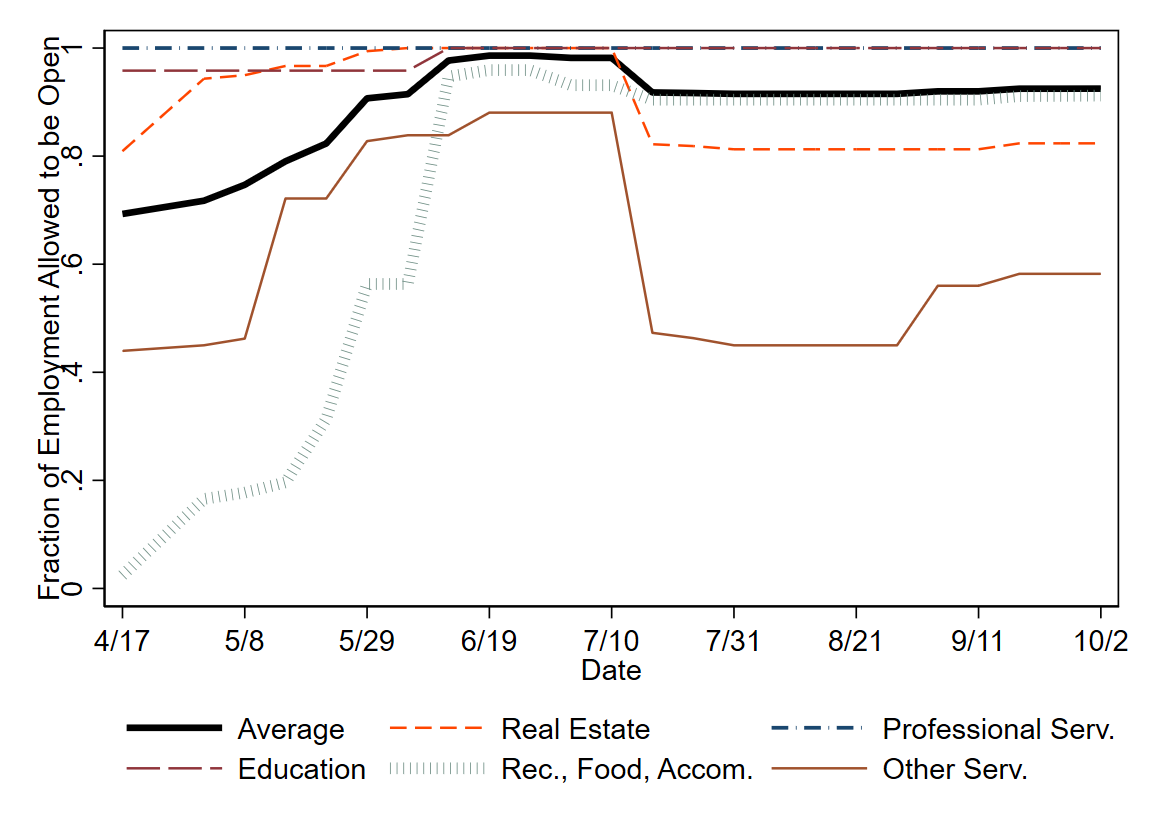 Fraction of Employment Allowed to be Open
1
.8
.6
.4
.2
0
4/17 5/8 5/29 6/19 7/10 7/31 8/21 9/11 10/2
Date
Average Real Estate Professional Serv.
Education Rec., Food, Accom. Other Serv.